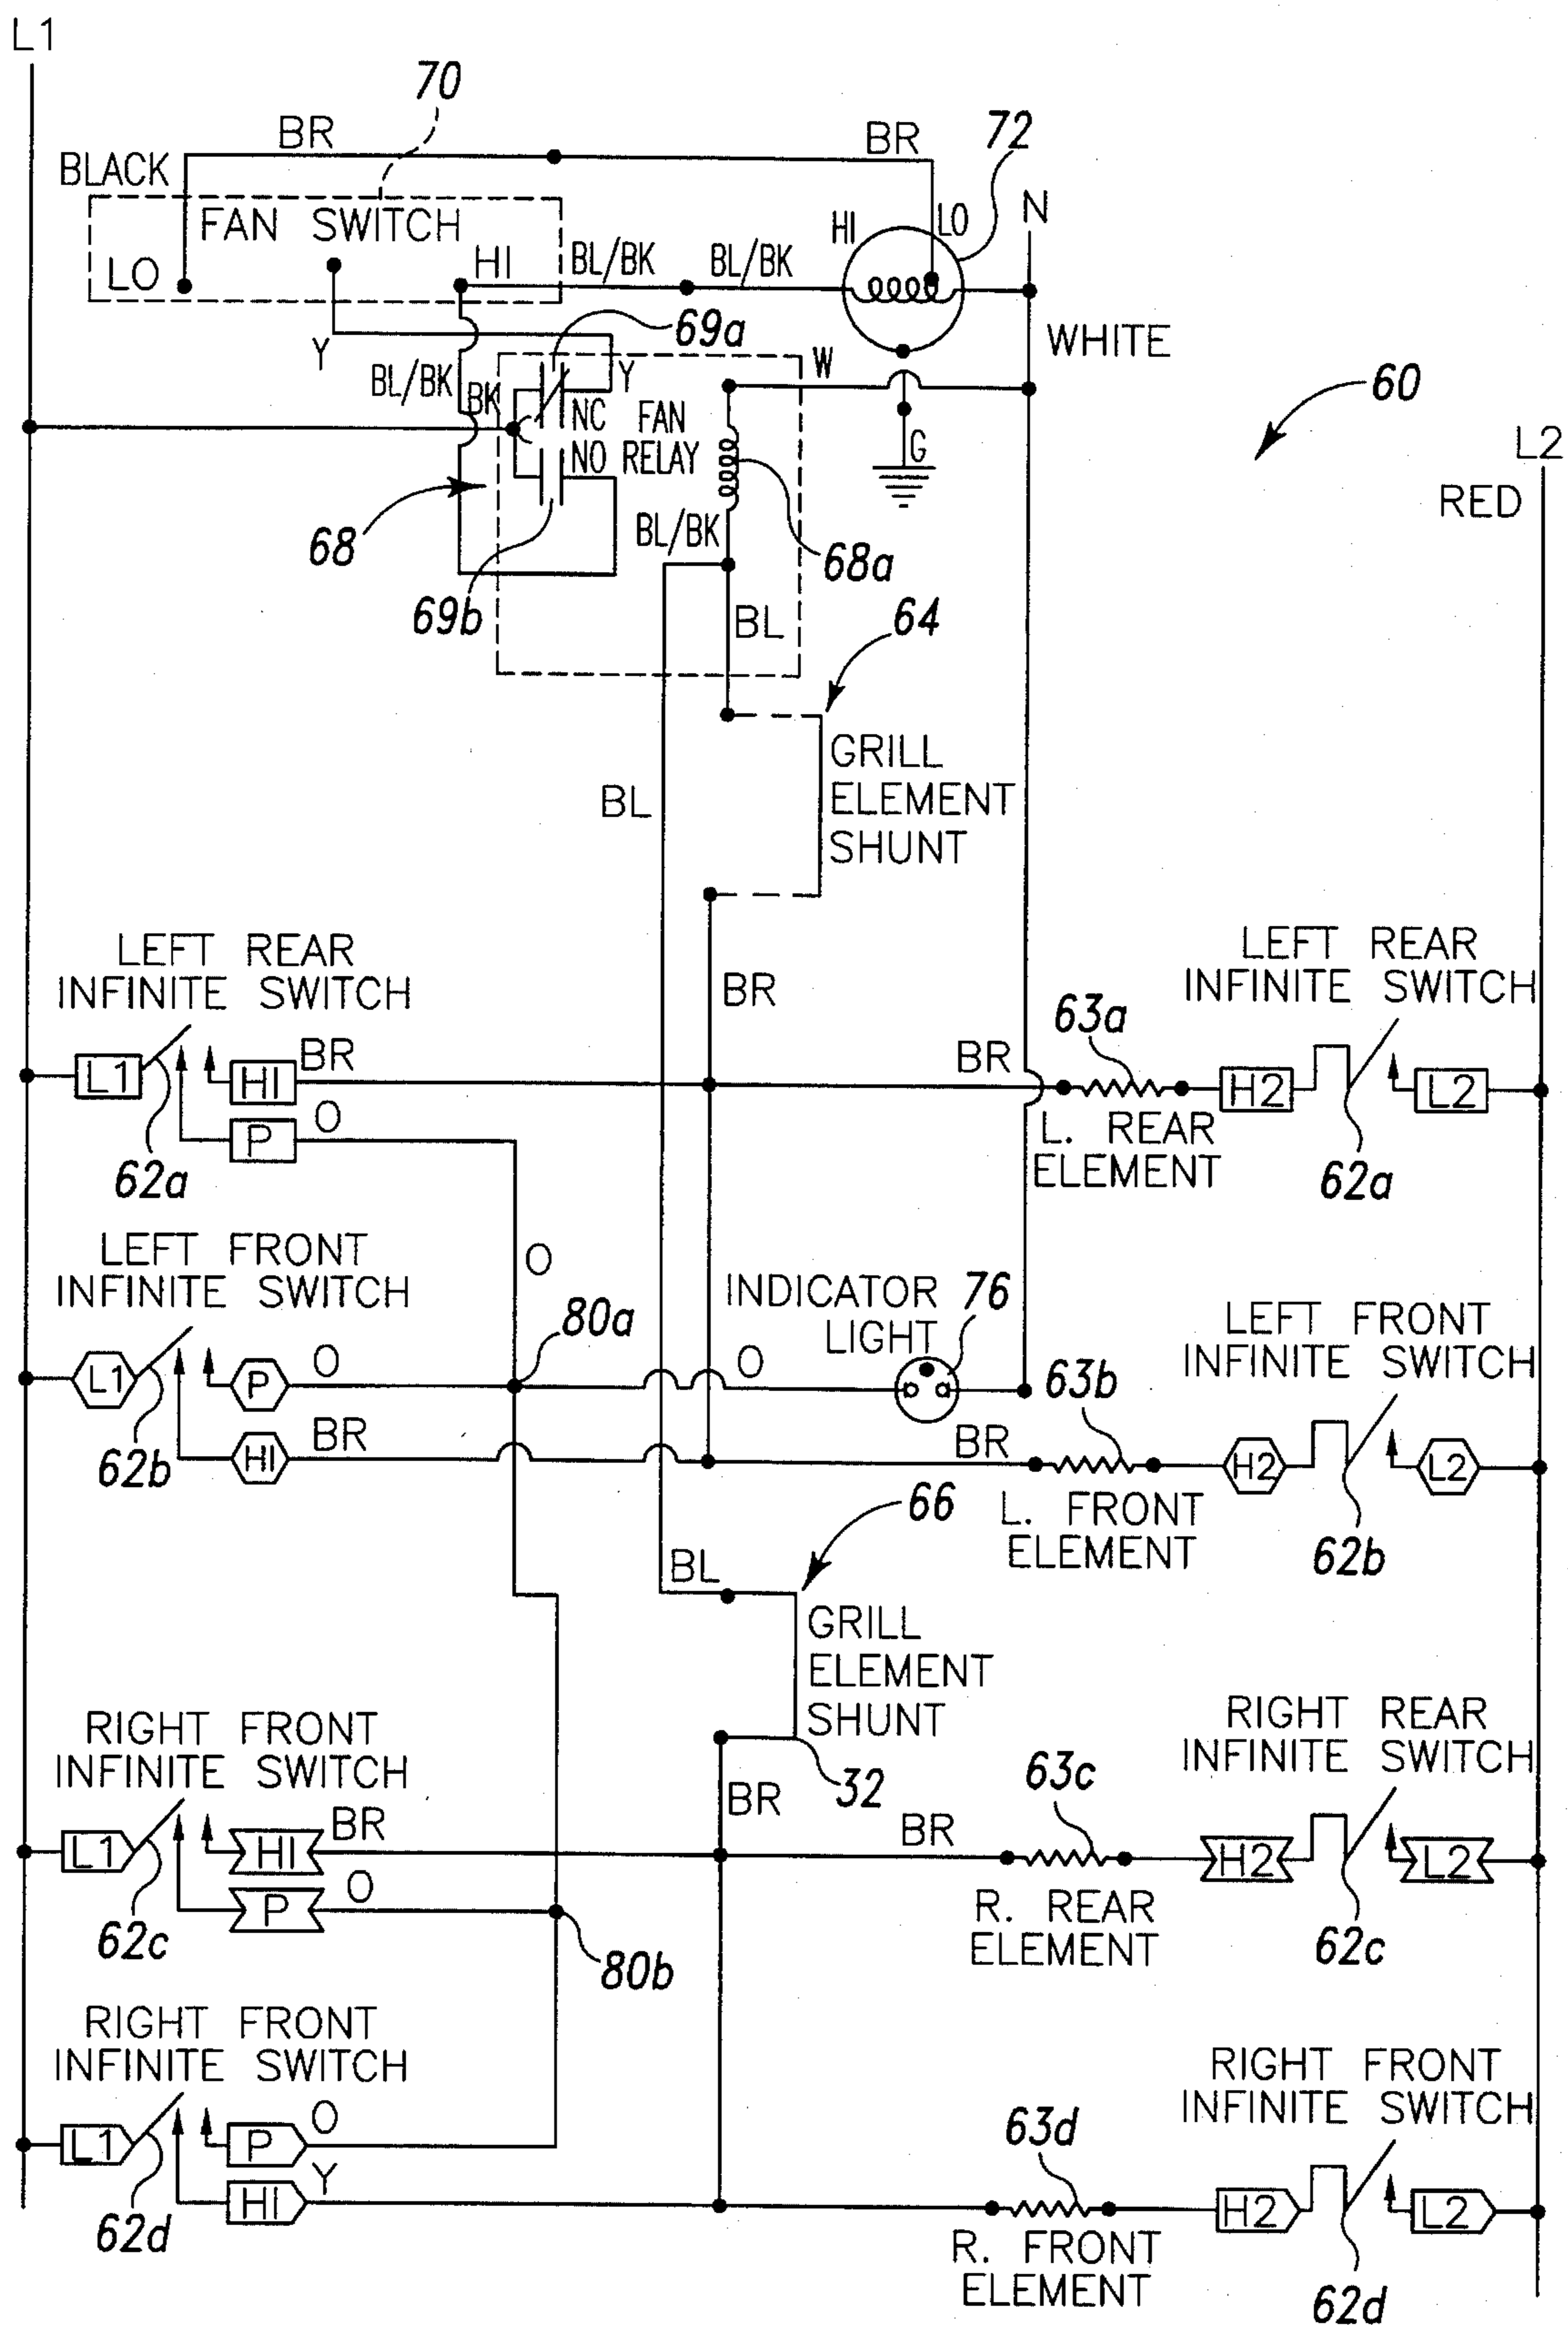 L1
70
BR
BR
72
BLACK
N
FAN SWITCH
HI
LO
LO
HI
BL/BK
BL/BK
69a
WHITE
Y
W
BL/BK
BK
Y
60
NC
FAN
NO
RELAY
G
L2
RED
BL/BK
68
68a
69b
BL
64
GRILL
ELEMENT
SHUNT
BL
LEFT REAR
INFINITE SWITCH
LEFT REAR
INFINITE SWITCH
BR
63a
L1
HI
BR
BR
H2
L2
P
O
L. REAR
ELEMENT
62a
62a
LEFT FRONT
INFINITE SWITCH
O
INDICATOR
LIGHT
76
80a
LEFT FRONT
INFINITE SWITCH
L1
P
O
O
63b
62b
HI
BR
BR
H2
L2
L. FRONT
ELEMENT
62b
66
BL
GRILL
ELEMENT
SHUNT
RIGHT FRONT
INFINITE SWITCH
RIGHT REAR
INFINITE SWITCH
32
63c
BR
L1
HI
BR
BR
H2
L2
P
O
R. REAR
ELEMENT
62c
62c
80b
RIGHT FRONT
INFINITE SWITCH
RIGHT FRONT
INFINITE SWITCH
L1
P
O
63d
HI
Y
H2
L2
62d
R. FRONT
ELEMENT
62d